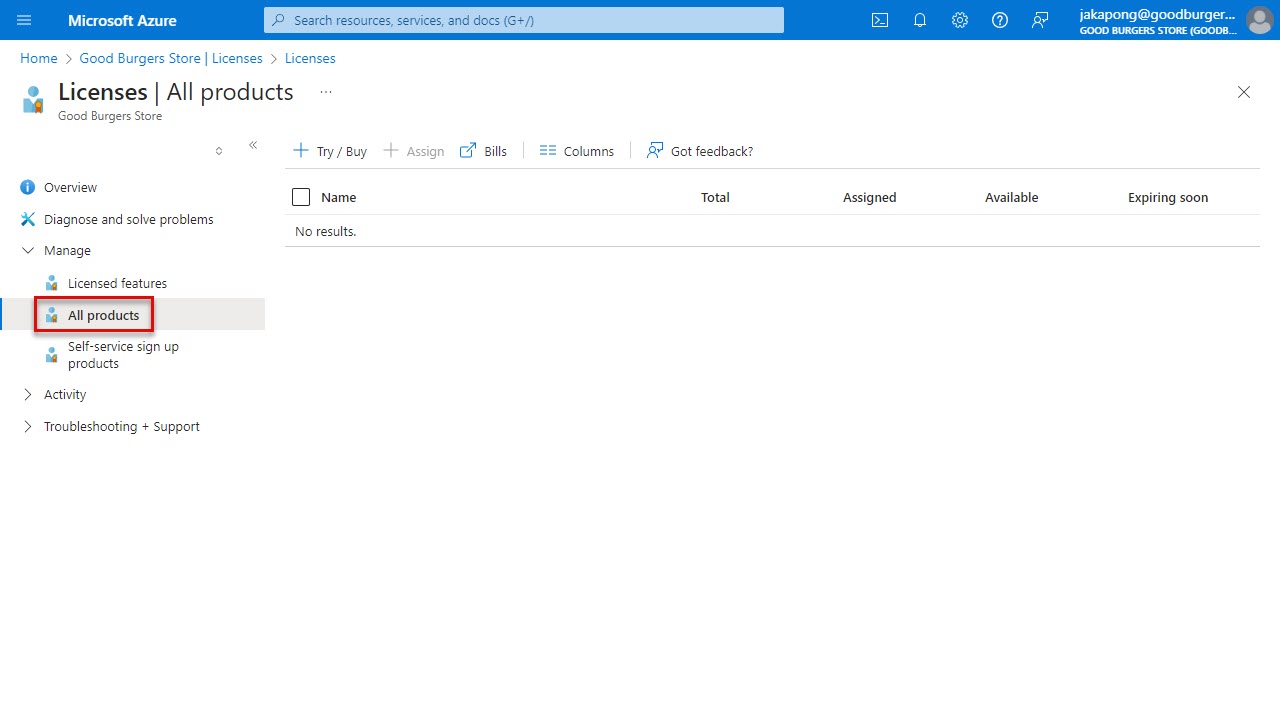 Microsoft Azure
Search resources, services, and docs (G+/)
jakapong@goodburger...
GOOD BURGERS STORE (GOODB...
Home > Good Burgers Store | Licenses > Licenses
Licenses | All products ...
Good Burgers Store
Try / Buy
Assign
Bills
Columns
Got feedback?
Overview
Diagnose and solve problems
Manage
Licensed features
All products
Self-service sign up
products
Activity
Troubleshooting + Support
Name Total Assigned Available Expiring soon
No results.